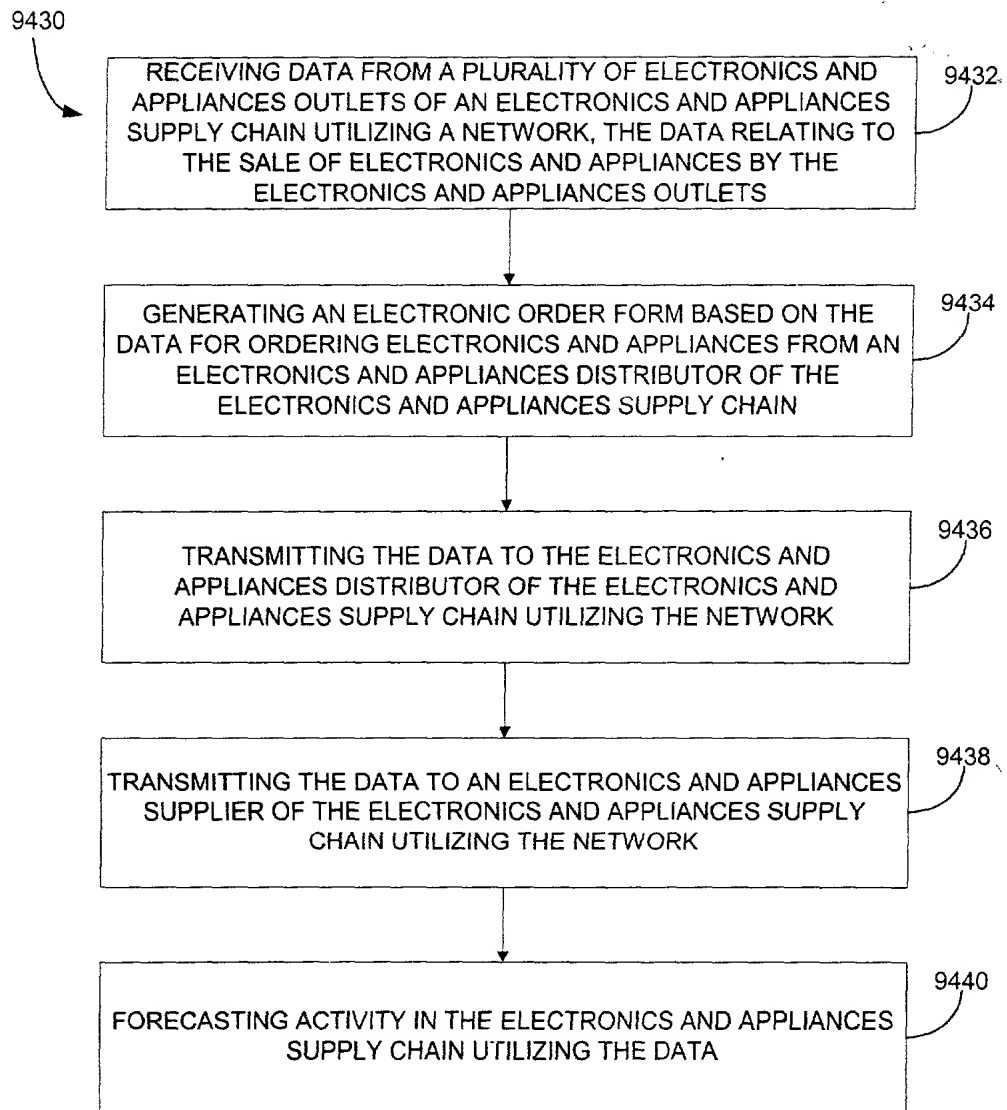 9430
RECEIVING DATA FROM A PLURALITY OF ELECTRONICS AND
APPLIANCES OUTLETS OF AN ELECTRONICS AND APPLIANCES
SUPPLY CHAIN UTILIZING A NETWORK, THE DATA RELATING TO
THE SALE OF ELECTRONICS AND APPLIANCES BY THE
ELECTRONICS AND APPLIANCES OUTLETS
9432
GENERATING AN ELECTRONIC ORDER FORM BASED ON THE
DATA FOR ORDERING ELECTRONICS AND APPLIANCES FROM AN
ELECTRONICS AND APPLIANCES DISTRIBUTOR OF THE
ELECTRONICS AND APPLIANCES SUPPLY CHAIN
9434
TRANSMITTING THE DATA TO THE ELECTRONICS AND
APPLIANCES DISTRIBUTOR OF THE ELECTRONICS AND
APPLIANCES SUPPLY CHAIN UTILIZING THE NETWORK
9436
TRANSMITTING THE DATA TO AN ELECTRONICS AND APPLIANCES
SUPPLIER OF THE ELECTRONICS AND APPLIANCES SUPPLY
CHAIN UTILIZING THE NETWORK
9438
FORECASTING ACTIVITY IN THE ELECTRONICS AND APPLIANCES
SUPPLY CHAIN UTILIZING THE DATA
9440